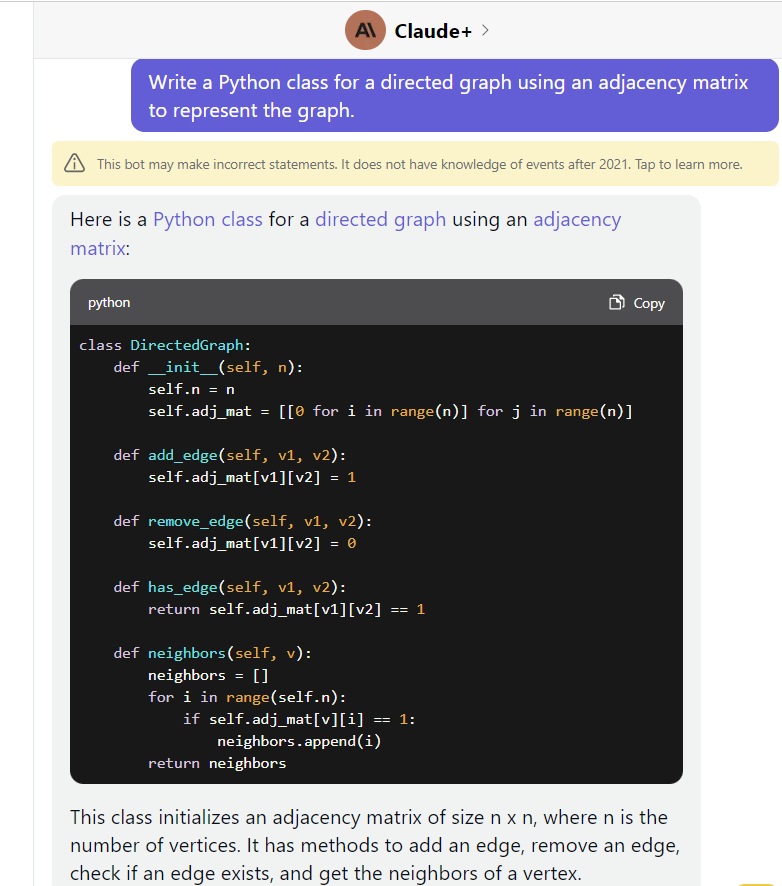 Claude+
Write a Python class for a directed graph using an adjacency matrix
to represent the graph.
This bot may make incorrect statements. It does not have knowledge of events after 2021. Tap to learn more.
Here is a Python class for a directed graph using an adjacency
matrix:
python Copy
class DirectedGraph:
    def __init__(self, n):
        self.n = n
        self.adj_mat = [[0 for i in range(n)] for j in range(n)]

    def add_edge(self, v1, v2):
        self.adj_mat[v1][v2] = 1

    def remove_edge(self, v1, v2):
        self.adj_mat[v1][v2] = 0

    def has_edge(self, v1, v2):
        return self.adj_mat[v1][v2] == 1

    def neighbors(self, v):
        neighbors = []
        for i in range(self.n):
            if self.adj_mat[v][i] == 1:
                neighbors.append(i)
        return neighbors
This class initializes an adjacency matrix of size n x n, where n is the
number of vertices. It has methods to add an edge, remove an edge,
check if an edge exists, and get the neighbors of a vertex.